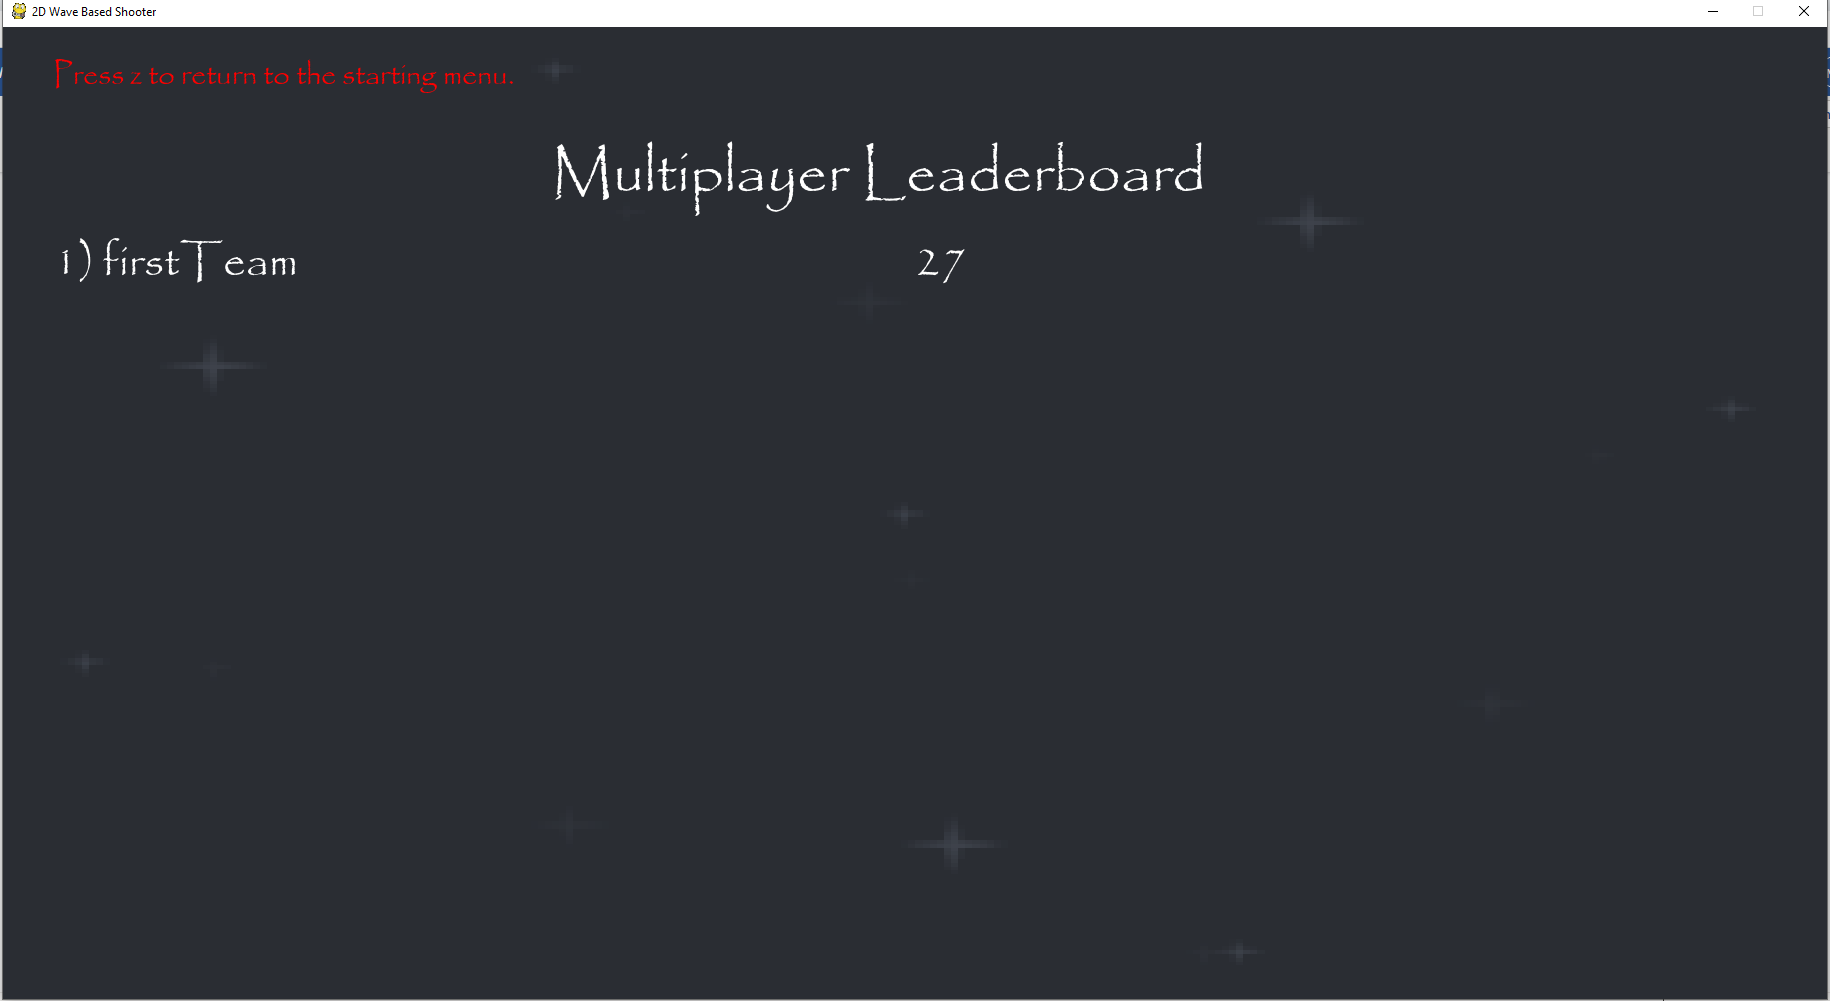 2D Wave Based Shooter
Press z to return to the starting menu.
Multiplayer Leaderboard
1) firstTeam 27